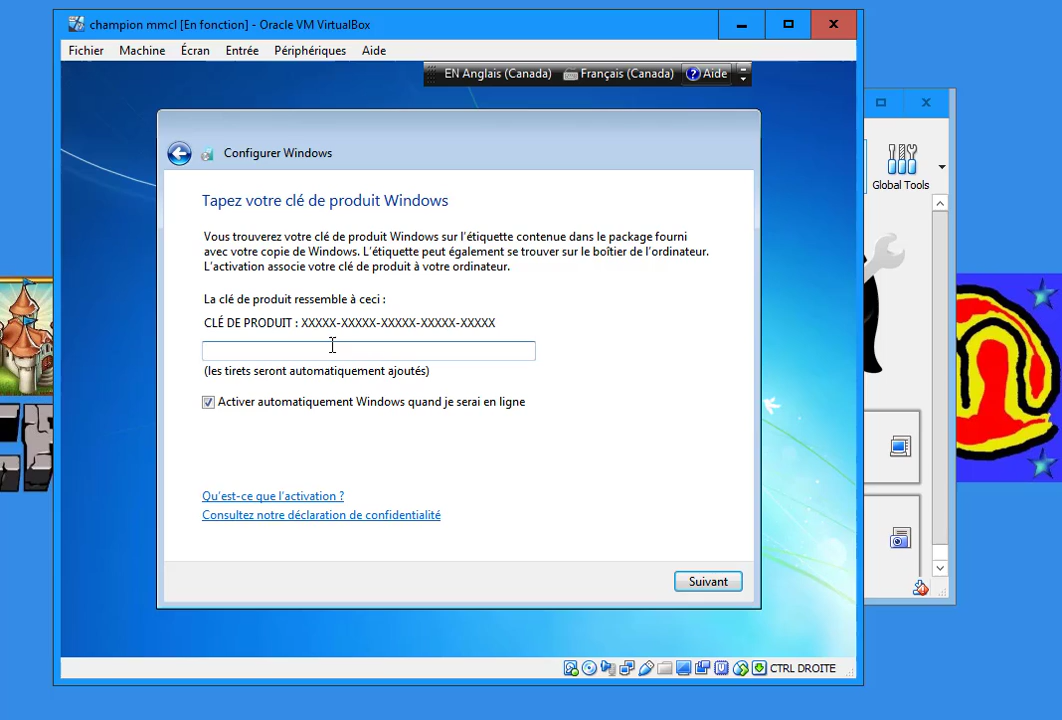 champion mmcl [En fonction] - Oracle VM VirtualBox
Fichier Machine Écran Entrée Périphériques Aide
EN Anglais (Canada) Français (Canada) ? Aide
Configurer Windows
Global Tools
Tapez votre clé de produit Windows
Vous trouverez votre clé de produit Windows sur l'étiquette contenue dans le package fourni
avec votre copie de Windows. L'étiquette peut également se trouver sur le boîtier de l'ordinateur.
L'activation associe votre clé de produit à votre ordinateur.
La clé de produit ressemble à ceci :
CLÉ DE PRODUIT : XXXXX-XXXXX-XXXXX-XXXXX-XXXXX
(les tirets seront automatiquement ajoutés)
Activer automatiquement Windows quand je serai en ligne
Qu'est-ce que l'activation ?
Consultez notre déclaration de confidentialité
Suivant
CTRL DROITE